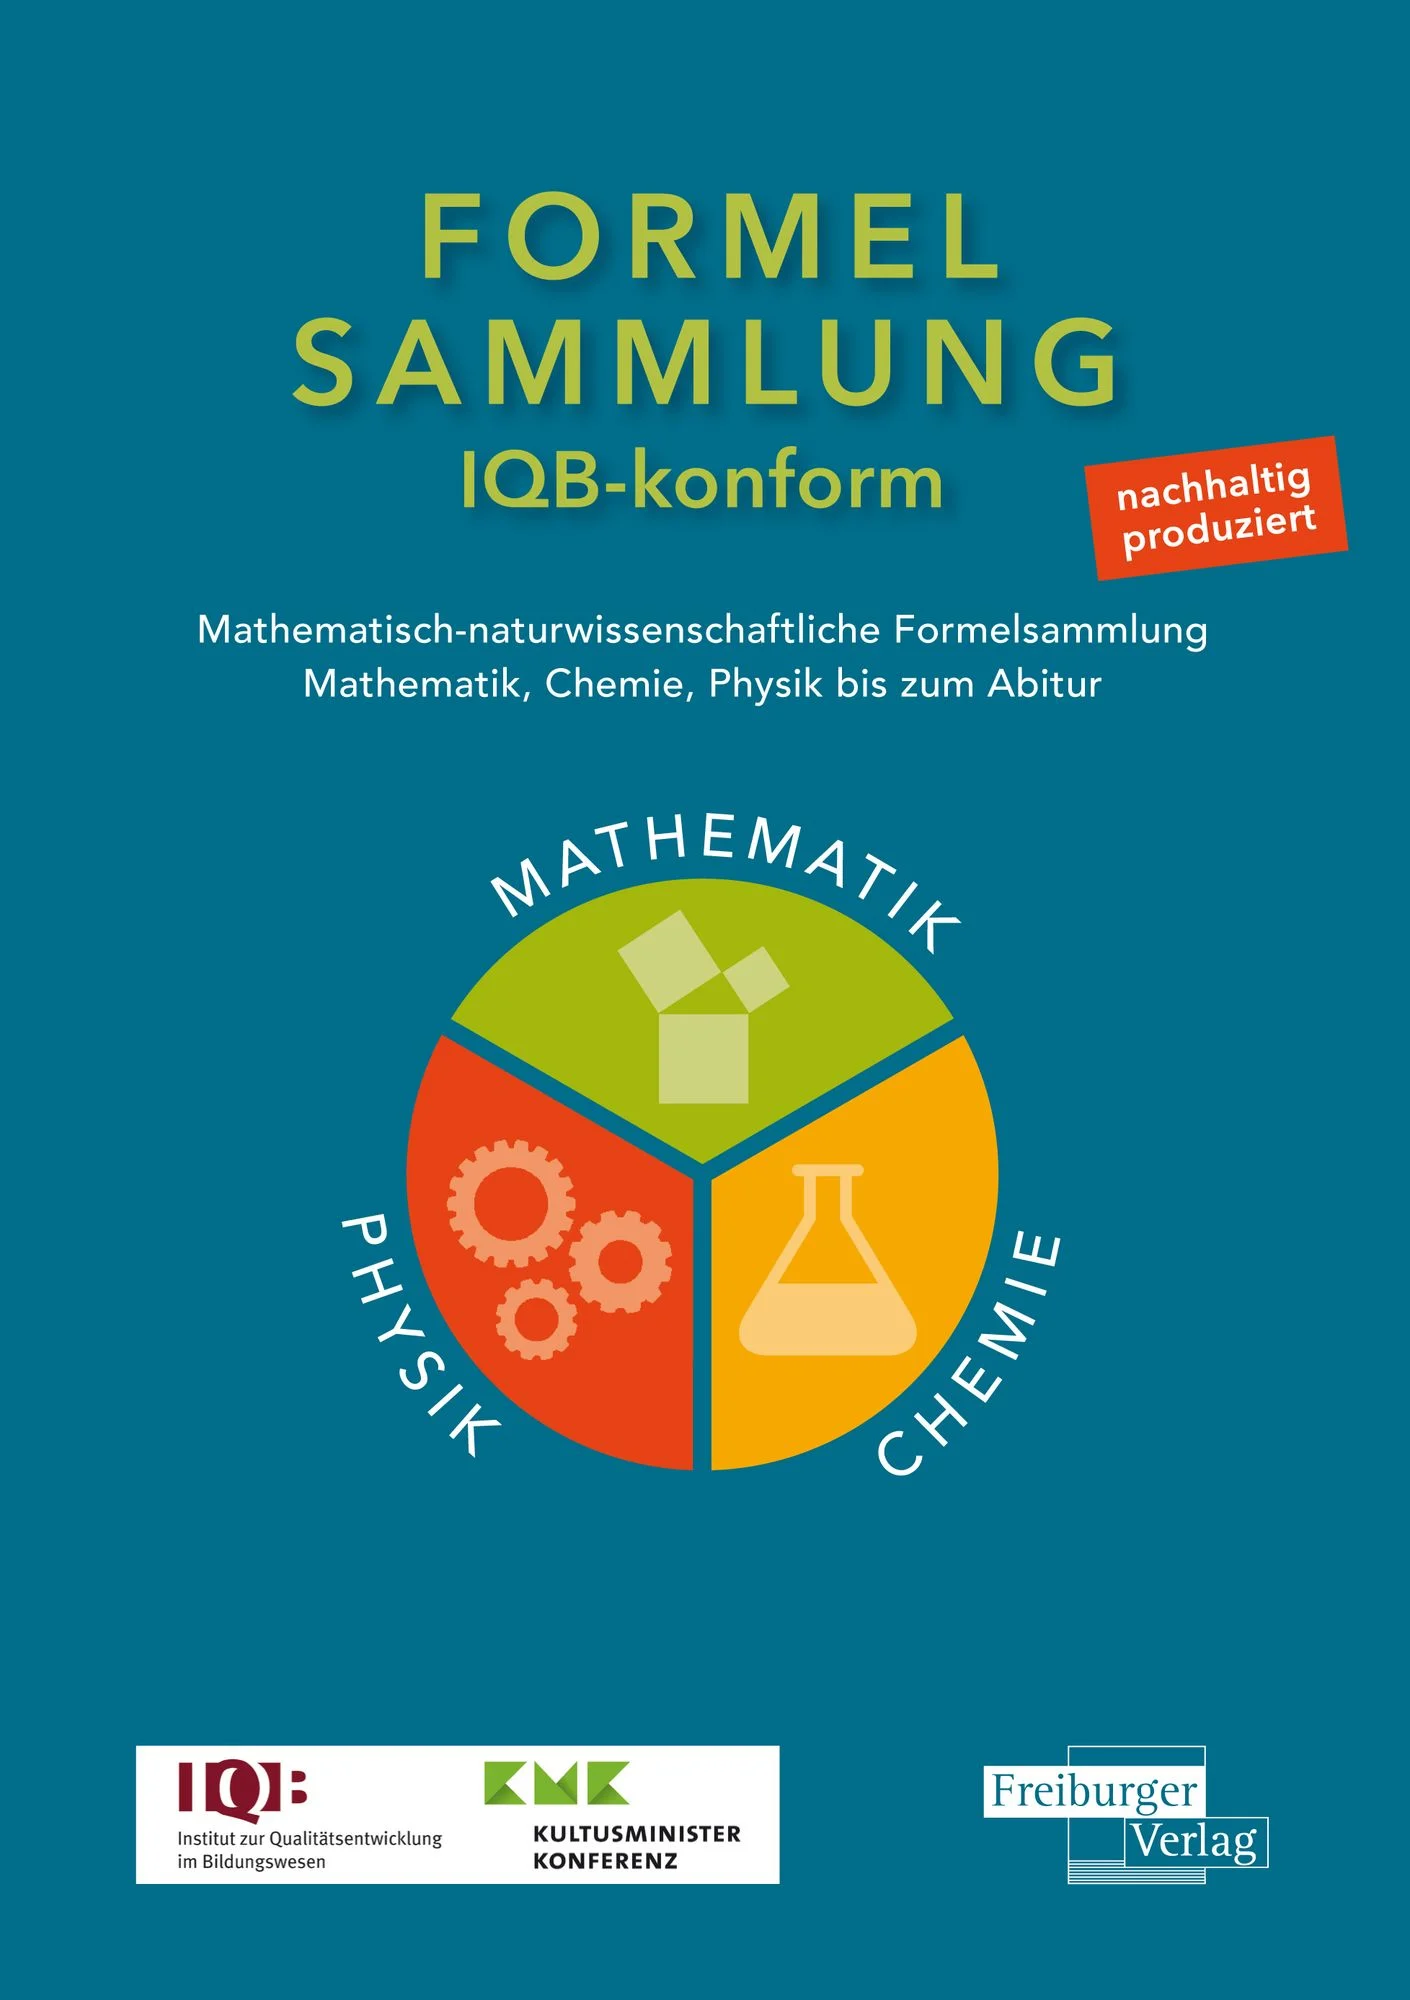 FORMEL
SAMMLUNG
IQB-konform
nachhaltig
produziert
Mathematisch-naturwissenschaftliche Formelsammlung
Mathematik, Chemie, Physik bis zum Abitur
MATHEMATIK
PHYSIK
CHEMIE
IQB
Institut zur Qualitätsentwicklung
im Bildungswesen
KMK
KULTUSMINISTER
KONFERENZ
Freiburger
Verlag